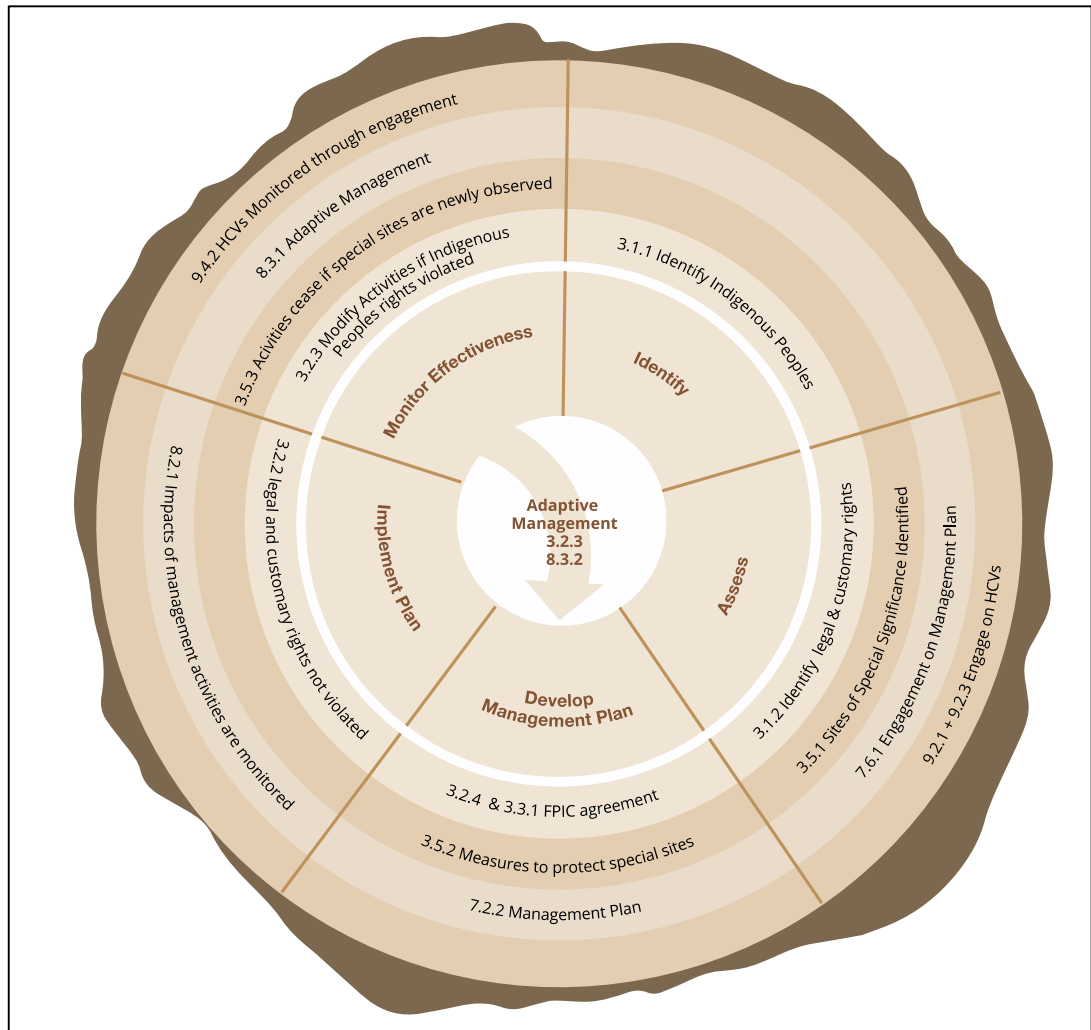 9.4.2 HCVs Monitored through engagement
8.3.1 Adaptive Management
3.5.3 Acivities cease if special sites are newly observed
3.2.3 Modify Activities if Indigenous
Peoples rights violated
Monitor Effectiveness
3.1.1 Identify Indigenous Peoples
Identify
3.1.2 Identify legal & customary rights
3.5.1 Sites of Special Significance Identified
7.6.1 Engagement on Management Plan
9.2.1 + 9.2.3 Engage on HCVs
Assess
Develop
Management Plan
3.2.4 & 3.3.1 FPIC agreement
3.5.2 Measures to protect special sites
7.2.2 Management Plan
Implement Plan
3.2.2 legal and customary rights not violated
8.2.1 Impacts of management activities are monitored
Adaptive
Management
3.2.3
8.3.2